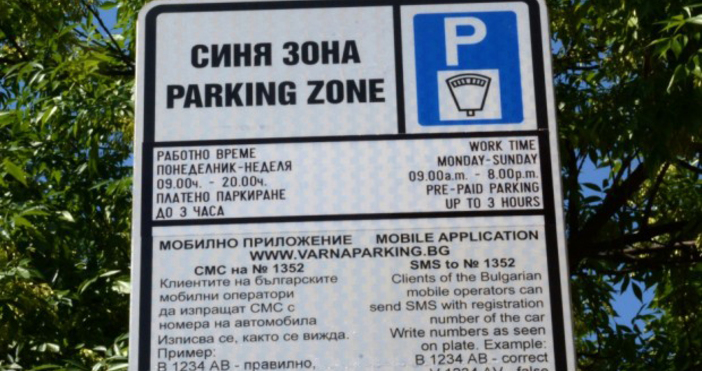 СИНЯ ЗОНА
PARKING ZONE
P
РАБОТНО ВРЕМЕ
ПОНЕДЕЛНИК-НЕДЕЛЯ
09.00ч. - 20.00ч.
ПЛАТЕНО ПАРКИРАНЕ
ДО 3 ЧАСА
WORK TIME
MONDAY-SUNDAY
09.00a.m. - 8.00p.m.
PRE-PAID PARKING
UP TO 3 HOURS
МОБИЛНО ПРИЛОЖЕНИЕ MOBILE APPLICATION
WWW.VARNAPARKING.BG
СМС на № 1352
Клиентите на българските
мобилни оператори
да изпращат СМС с
номера на автомобила
Изписва се, както се вижда.
Пример:
В 1234 АВ - правилно,
SMS to № 1352
Clients of the Bulgarian
mobile operators can
send SMS with registration
number of the car
Write numbers as seen
on plate. Example:
B 1234 AB - correct